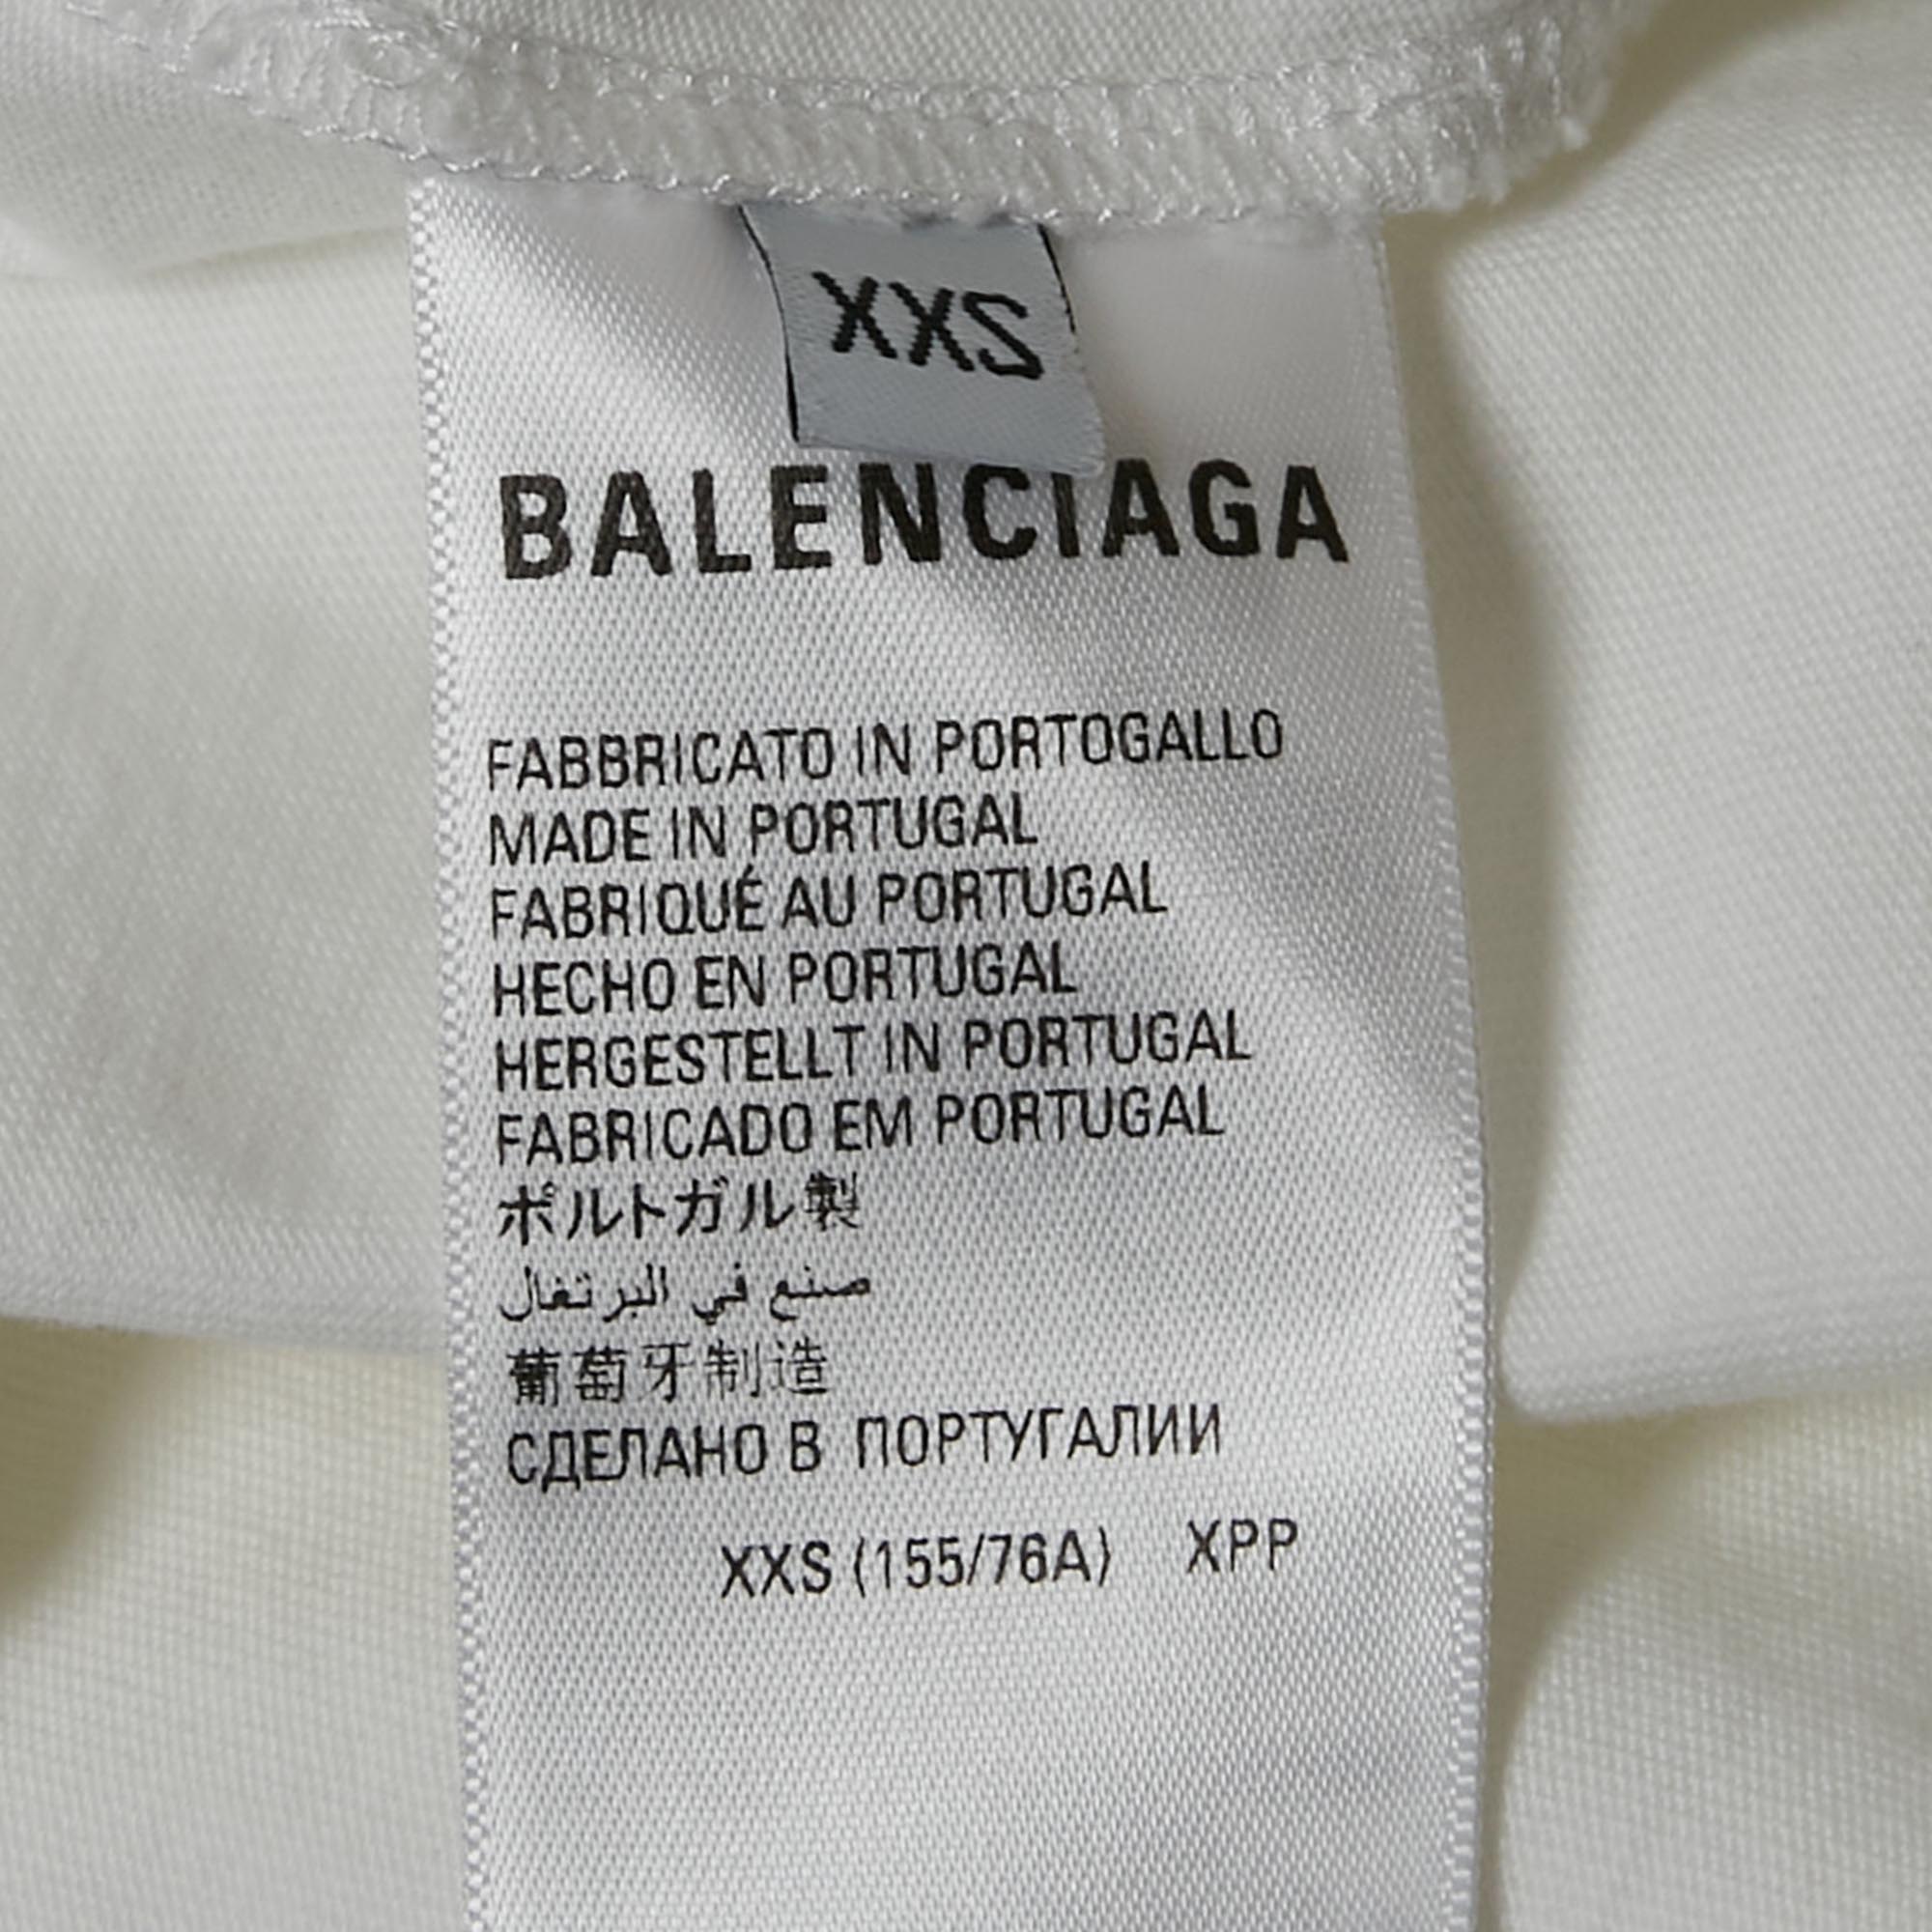 XXS
BALENCIAGA
FABBRICATO IN PORTOGALLO
MADE IN PORTUGAL
FABRIQUÉ AU PORTUGAL
HECHO EN PORTUGAL
HERGESTELLT IN PORTUGAL
FABRICADO EM PORTUGAL
ポルトガル製
صنع في البرتغال
葡萄牙制造
СДЕЛАНО В ПОРТУГАЛИИ
XXS (155/76A) XPP